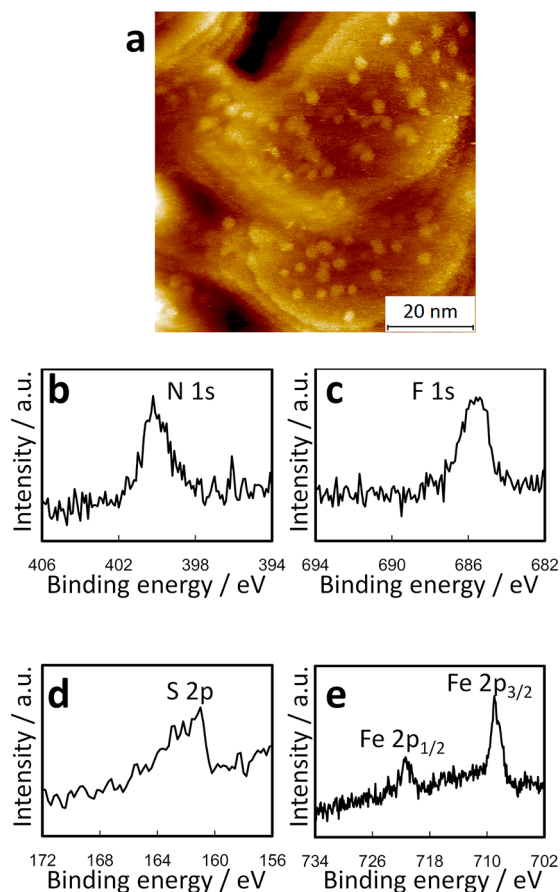 a
20 nm
b
N 1s
Intensity / a.u.
406 402 398 394
Binding energy / eV
c
F 1s
Intensity / a.u.
694 690 686 682
Binding energy / eV
d
S 2p
Intensity / a.u.
172 168 164 160 156
Binding energy / eV
e
Fe 2p3/2
Fe 2p1/2
Intensity / a.u.
734 726 718 710 702
Binding energy / eV